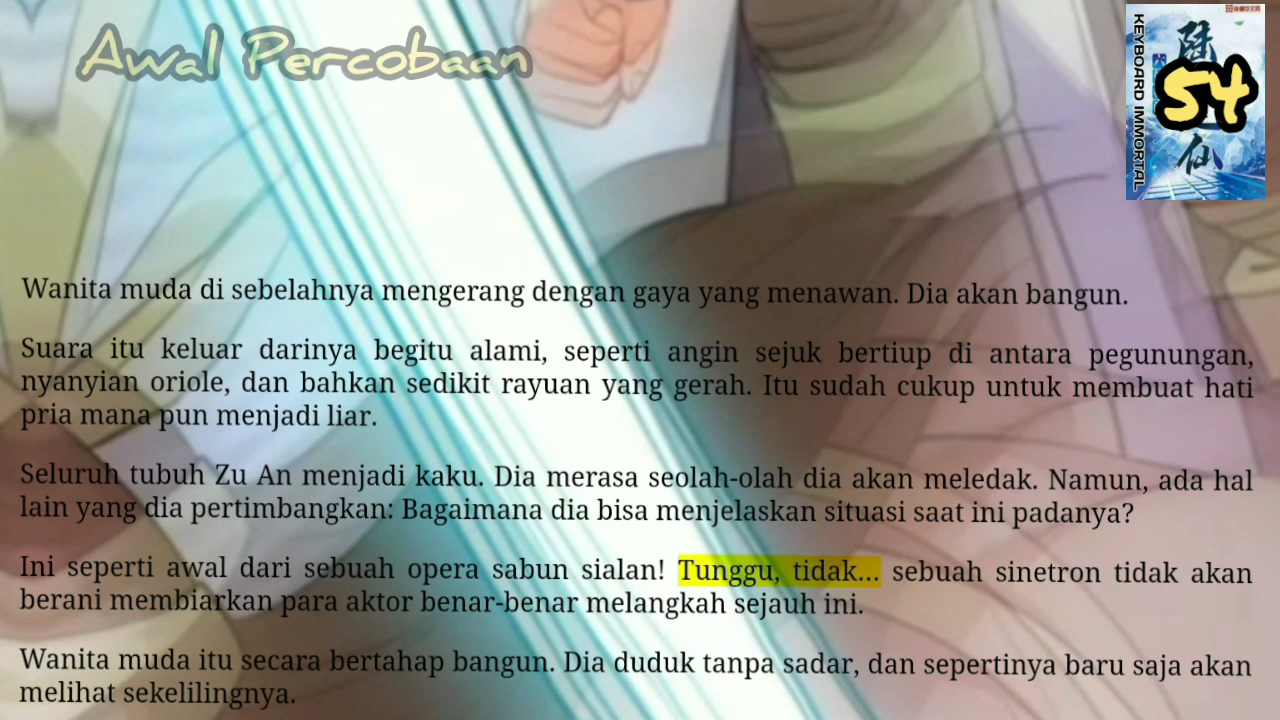 Awal Percobaan
KEYBOARD IMMORTAL
陆
仙
54
Wanita muda di sebelahnya mengerang dengan gaya yang menawan. Dia akan bangun.
Suara itu keluar darinya begitu alami, seperti angin sejuk bertiup di antara pegunungan,
nyanyian oriole, dan bahkan sedikit rayuan yang gerah. Itu sudah cukup untuk membuat hati
pria mana pun menjadi liar.
Seluruh tubuh Zu An menjadi kaku. Dia merasa seolah-olah dia akan meledak. Namun, ada hal
lain yang dia pertimbangkan: Bagaimana dia bisa menjelaskan situasi saat ini padanya?
Ini seperti awal dari sebuah opera sabun sialan! Tunggu, tidak... sebuah sinetron tidak akan
berani membiarkan para aktor benar-benar melangkah sejauh ini.
Wanita muda itu secara bertahap bangun. Dia duduk tanpa sadar, dan sepertinya baru saja akan
melihat sekelilingnya.